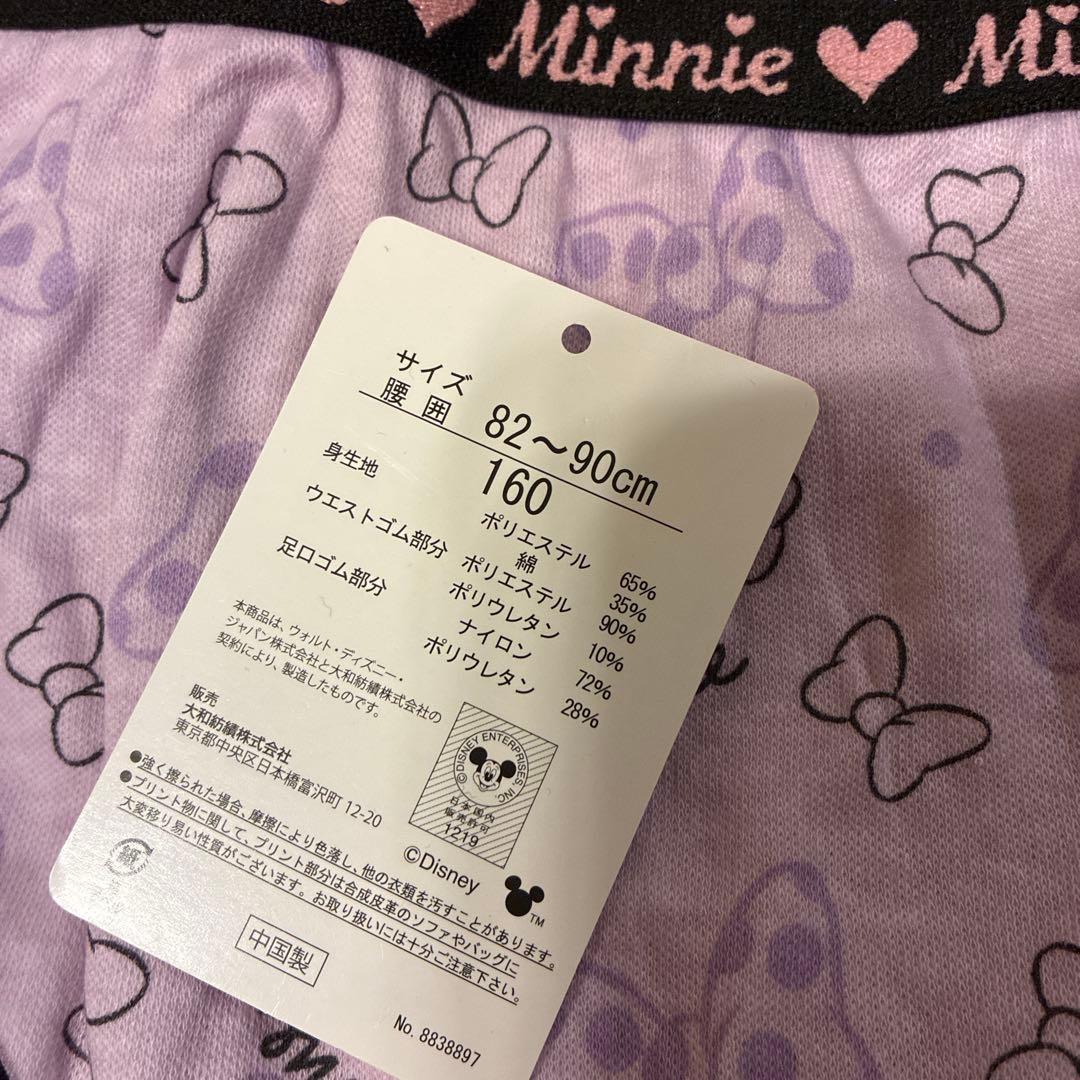 Minnie ♥ Mi
サイズ
腰囲 82～90cm
160
身生地 ポリエステル 65%
綿 35%
ウエストゴム部分 ポリエステル 90%
ポリウレタン 10%
足口ゴム部分 ナイロン 72%
ポリウレタン 28%
本商品は、ウォルト・ディズニー・
ジャパン株式会社と大和紡績株式会社の
契約により、製造したものです。
©DISNEY ENTERPRISES, INC.
日本国内
販売許可
1219
販売
大和紡績株式会社
東京都中央区日本橋富沢町 12-20
©Disney
TM
●強く擦られた場合、摩擦により色落し、他の衣類を汚すことがあります。
●プリント物に関して、プリント部分は合成皮革のソファやバッグに
大変移り易い性質がございます。お取り扱いには十分ご注意下さい。
紙
中国製
No. 8838897